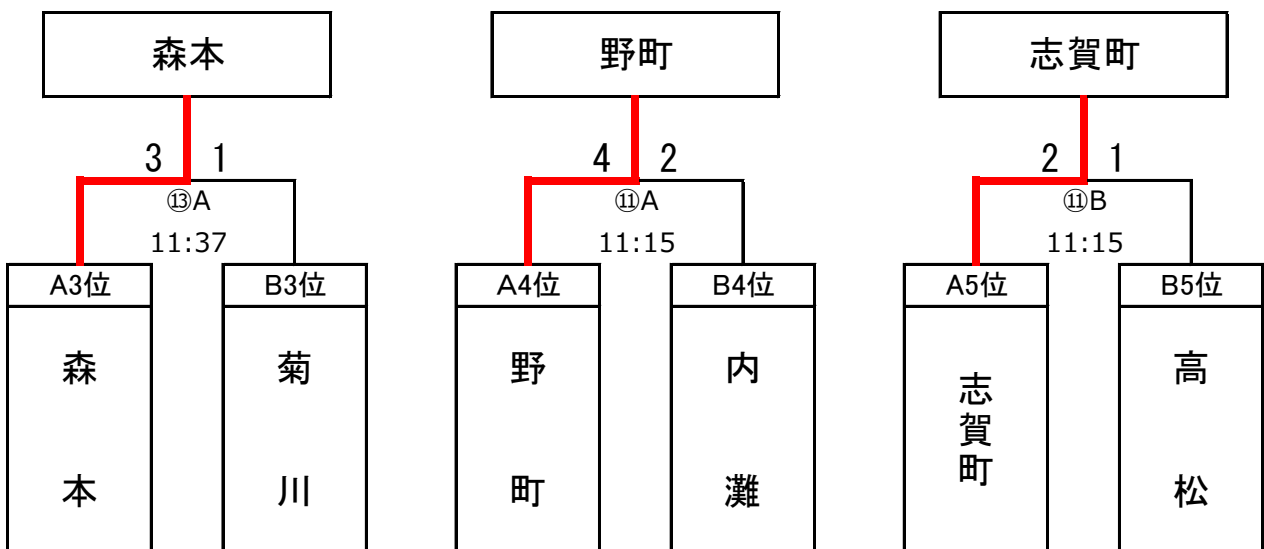 森本
野町
志賀町
3 1
4 2
2 1
⑬A
⑪A
⑪B
11:37
11:15
11:15
A3位
B3位
A4位
B4位
A5位
B5位
森本
菊川
野町
内灘
志賀町
高松